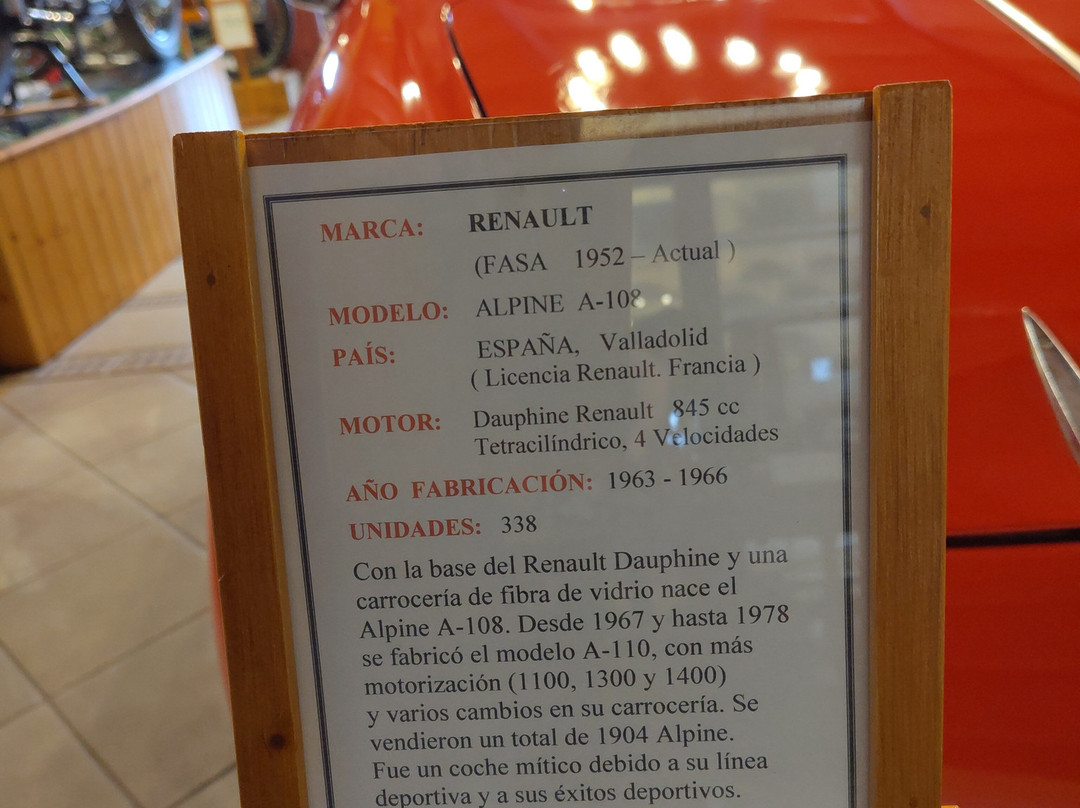 MARCA: RENAULT
(FASA 1952 – Actual )
MODELO: ALPINE A-108
PAÍS: ESPAÑA, Valladolid
( Licencia Renault. Francia )
MOTOR: Dauphine Renault 845 cc
Tetracilíndrico, 4 Velocidades
AÑO FABRICACIÓN: 1963 - 1966
UNIDADES: 338
Con la base del Renault Dauphine y una
carrocería de fibra de vidrio nace el
Alpine A-108. Desde 1967 y hasta 1978
se fabricó el modelo A-110, con más
motorización (1100, 1300 y 1400)
y varios cambios en su carrocería. Se
vendieron un total de 1904 Alpine.
Fue un coche mítico debido a su línea
deportiva y a sus éxitos deportivos.